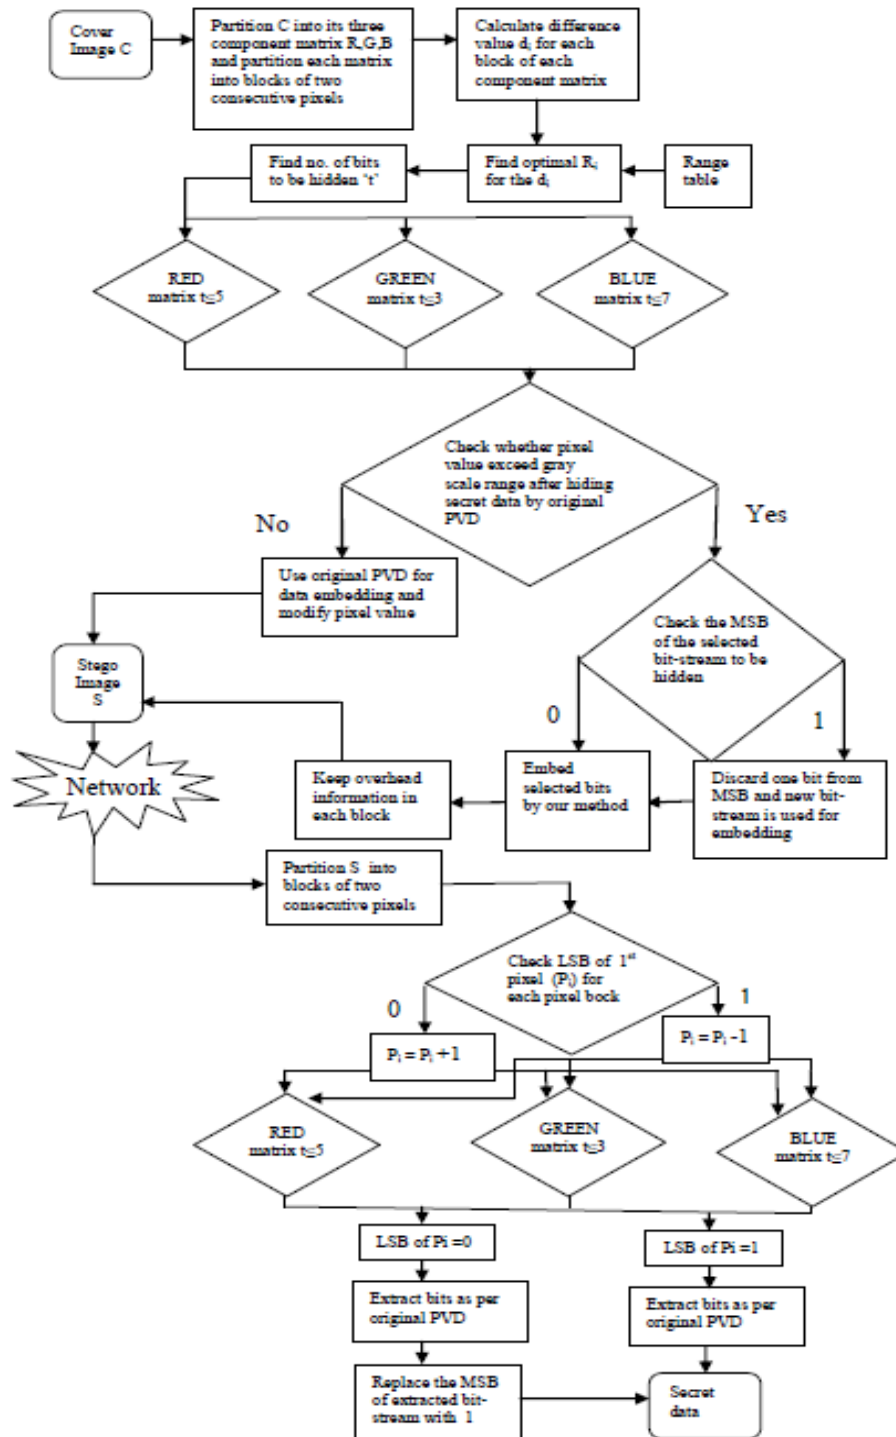 Cover
Image C
Partition C into its three
component matrix R,G,B
and partition each matrix
into blocks of two
consecutive pixels
Calculate difference
value di for each
block of each
component matrix
Find no. of bits
to be hidden 't'
Find optimal Ri
for the di
Range
table
RED
matrix t≤5
GREEN
matrix t≤3
BLUE
matrix t≤7
Check whether pixel
value exceed gray
scale range after hiding
secret data by original
PVD
No
Yes
Use original PVD for
data embedding and
modify pixel value
Check the MSB
of the selected
bit-stream to be
hidden
Stego
Image
S
0
1
Network
Keep overhead
information in
each block
Embed
selected bits
by our method
Discard one bit from
MSB and new bit-
stream is used for
embedding
Partition S into
blocks of two
consecutive pixels
Check LSB of 1st
pixel (Pi) for
each pixel bock
0
1
Pi = Pi +1
Pi = Pi -1
RED
matrix t≤5
GREEN
matrix t≤3
BLUE
matrix t≤7
LSB of Pi =0
LSB of Pi =1
Extract bits as per
original PVD
Extract bits as per
original PVD
Replace the MSB
of extracted bit-
stream with 1
Secret
data